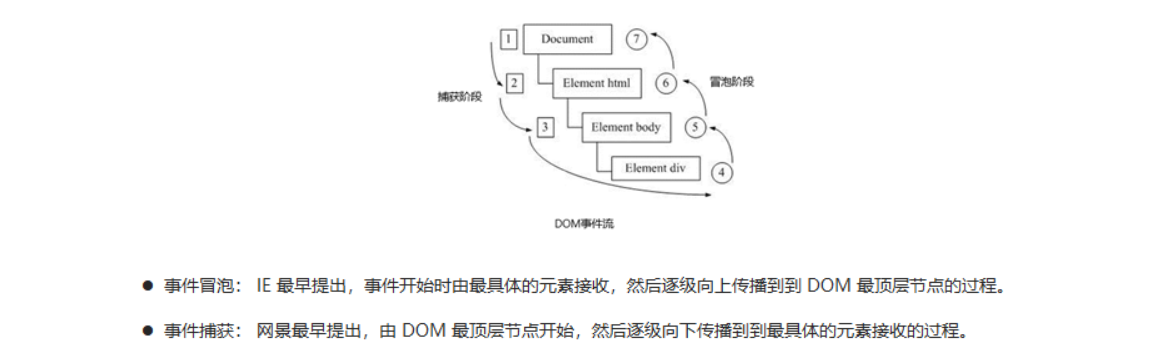 1 Document 7
2 Element html 6 冒泡阶段
捕获阶段
3 Element body 5
Element div 4
DOM事件流
● 事件冒泡： IE 最早提出，事件开始时由最具体的元素接收，然后逐级向上传播到到 DOM 最顶层节点的过程。
● 事件捕获： 网景最早提出，由 DOM 最顶层节点开始，然后逐级向下传播到到最具体的元素接收的过程。